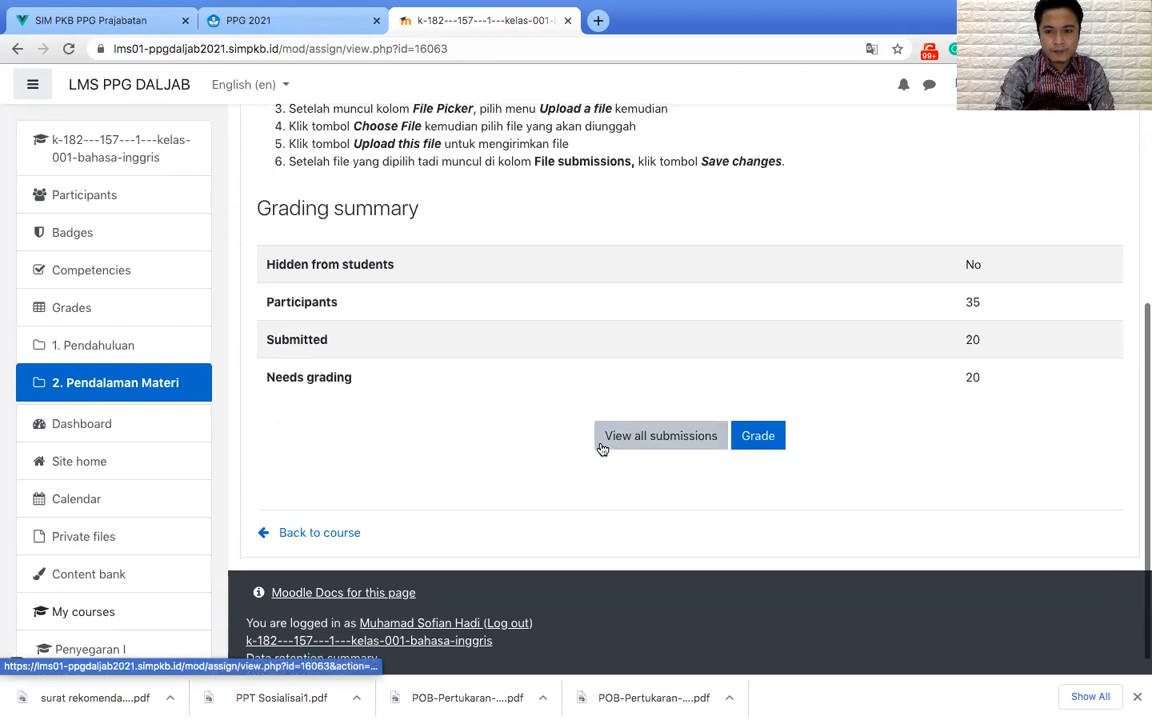 SIM PKB PPG Prajabatan
PPG 2021
k-182---157---1---kelas-001-
lms01-ppgdaljab2021.simpkb.id/mod/assign/view.php?id=16063
99+
LMS PPG DALJAB
English (en)
k-182---157---1---kelas-
001-bahasa-inggris
Participants
Badges
Competencies
Grades
1. Pendahuluan
2. Pendalaman Materi
Dashboard
Site home
Calendar
Private files
Content bank
My courses
Penyegaran I
3. Setelah muncul kolom File Picker, pilih menu Upload a file kemudian
4. Klik tombol Choose File kemudian pilih file yang akan diunggah
5. Klik tombol Upload this file untuk mengirimkan file
6. Setelah file yang dipilih tadi muncul di kolom File submissions, klik tombol Save changes.
Grading summary
Hidden from students No
Participants 35
Submitted 20
Needs grading 20
View all submissions Grade
Back to course
Moodle Docs for this page
You are logged in as Muhamad Sofian Hadi (Log out)
k-182---157---1---kelas-001-bahasa-inggris
Data retention summary
https://lms01-ppgdaljab2021.simpkb.id/mod/assign/view.php?id=16063&action=...
surat rekomenda....pdf
PPT Sosialisai1.pdf
POB-Pertukaran-....pdf
POB-Pertukaran-....pdf
Show All